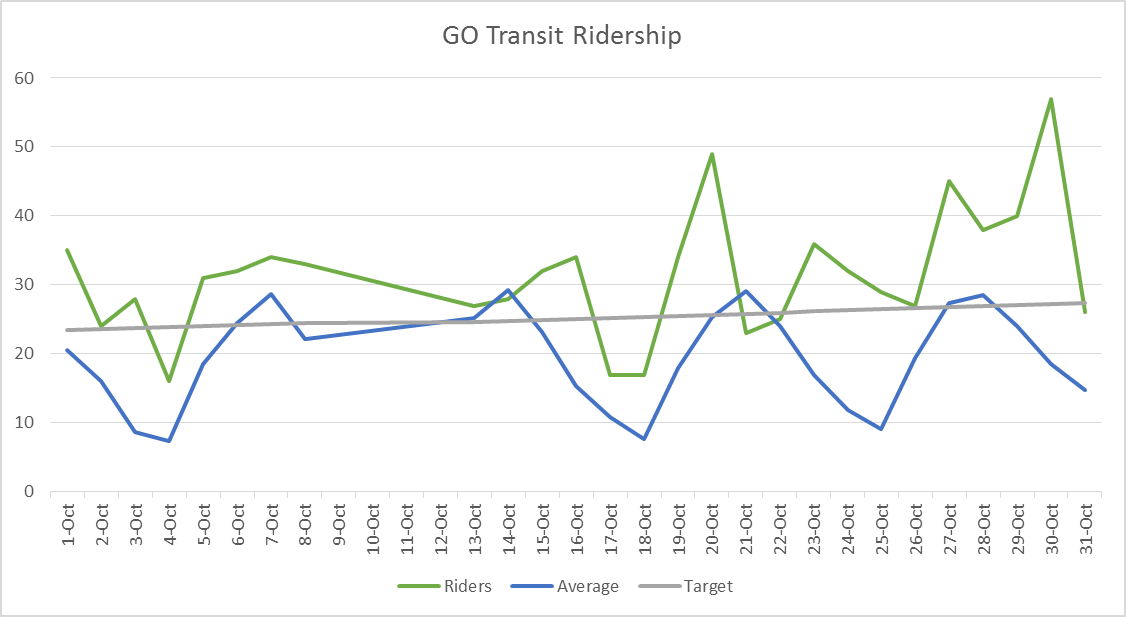 GO Transit Ridership
60
50
40
30
20
10
0
1-Oct
2-Oct
3-Oct
4-Oct
5-Oct
6-Oct
7-Oct
8-Oct
9-Oct
10-Oct
11-Oct
12-Oct
13-Oct
14-Oct
15-Oct
16-Oct
17-Oct
18-Oct
19-Oct
20-Oct
21-Oct
22-Oct
23-Oct
24-Oct
25-Oct
26-Oct
27-Oct
28-Oct
29-Oct
30-Oct
31-Oct
Riders Average Target